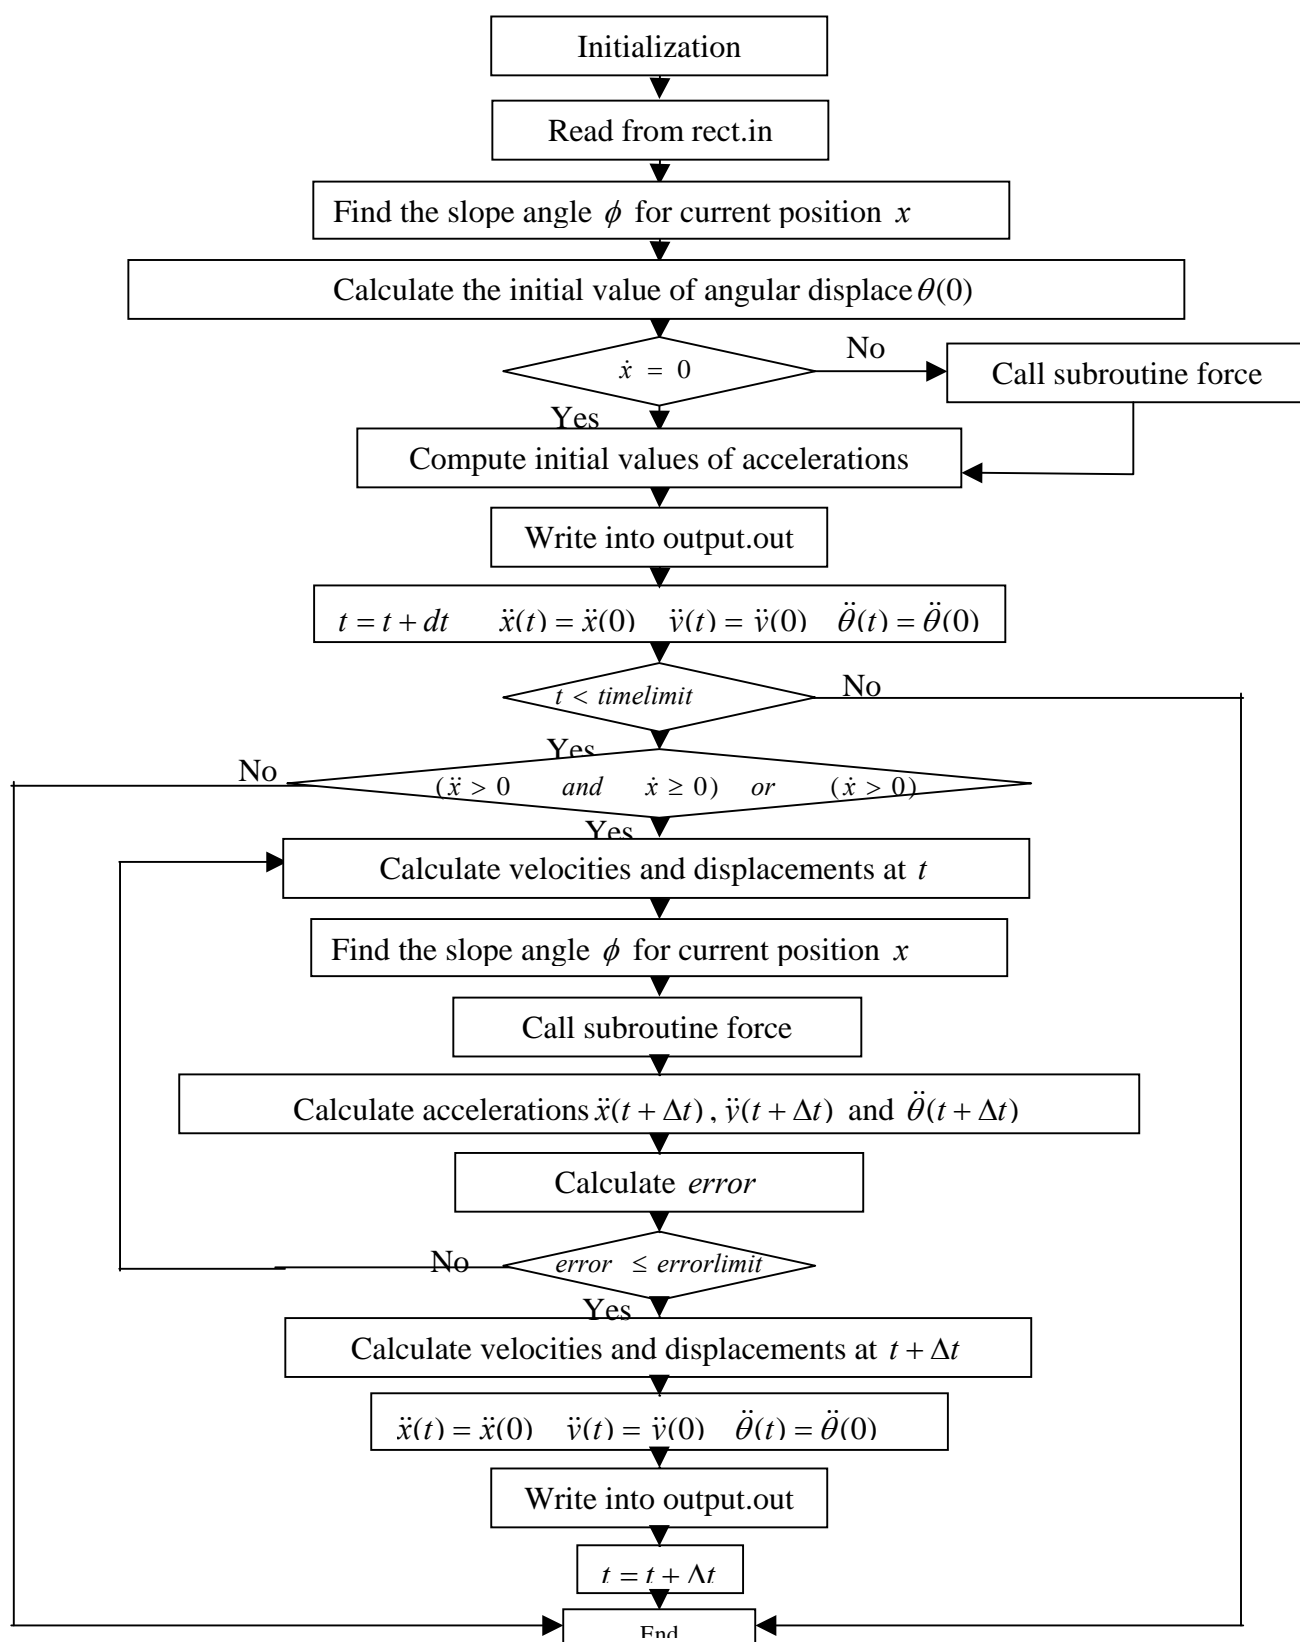 Initialization
Read from rect.in
Find the slope angle ϕ for current position x
Calculate the initial value of angular displace θ(0)
ẋ = 0
No
Call subroutine force
Yes
Compute initial values of accelerations
Write into output.out
t = t + dt ẍ(t) = ẍ(0) v̈(t) = v̈(0) θ̈(t) = θ̈(0)
t < timelimit
No
Yes
No
(ẍ > 0 and ẋ ≥ 0) or (ẋ > 0)
Yes
Calculate velocities and displacements at t
Find the slope angle ϕ for current position x
Call subroutine force
Calculate accelerations ẍ(t + Δt), v̈(t + Δt) and θ̈(t + Δt)
Calculate error
No
error ≤ errorlimit
Yes
Calculate velocities and displacements at t + Δt
ẍ(t) = ẍ(0) v̈(t) = v̈(0) θ̈(t) = θ̈(0)
Write into output.out
t = t + Δt
End